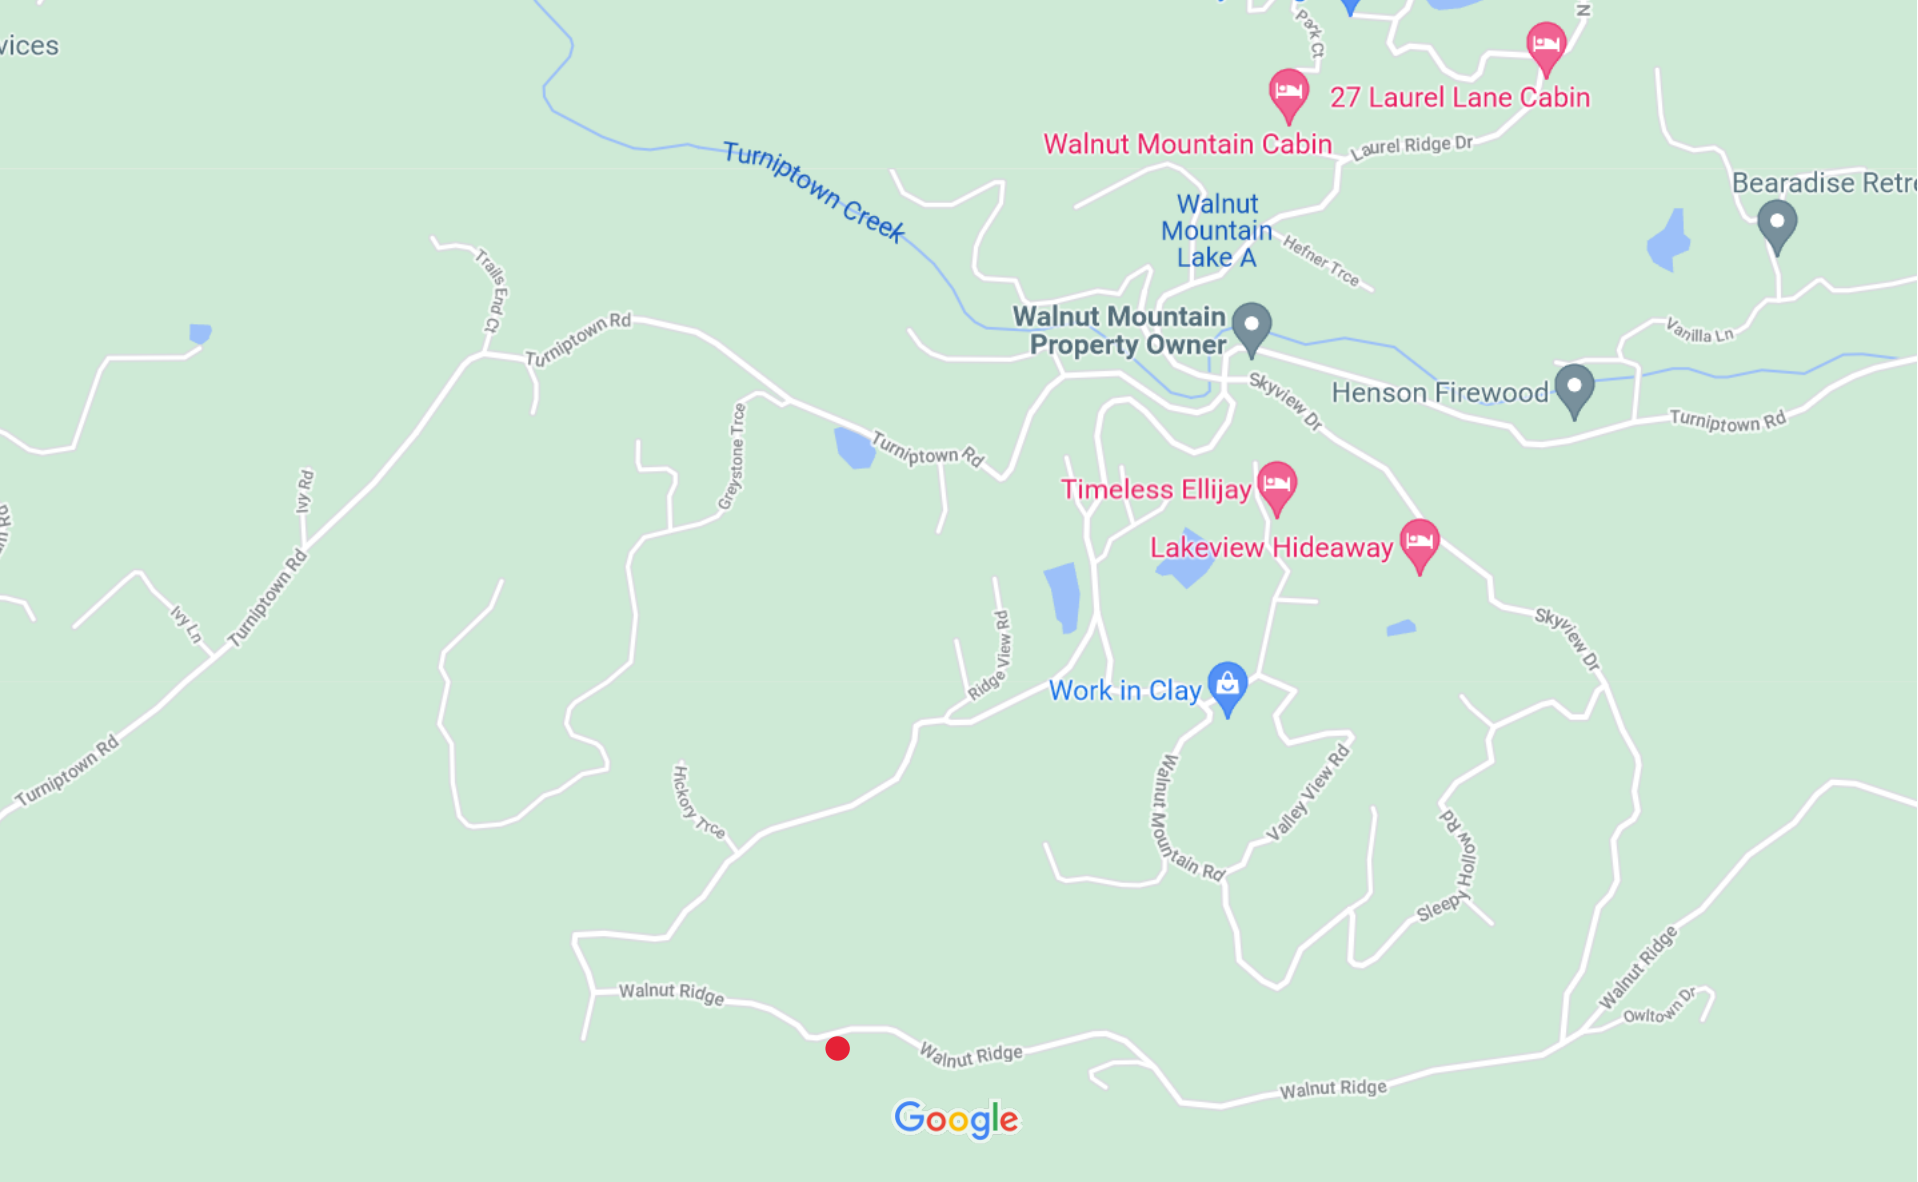 vices
Park Ct
N
27 Laurel Lane Cabin
Walnut Mountain Cabin
Laurel Ridge Dr
Turniptown Creek
Bearadise Retre
Walnut
Mountain
Lake A
Hefner Trce
Trails End Ct
Turniptown Rd
Walnut Mountain
Property Owner
Vanilla Ln
Skyview Dr
Henson Firewood
Turniptown Rd
Greystone Trce
Turniptown Rd
Ivy Rd
Timeless Ellijay
Lakeview Hideaway
Turniptown Rd
Ivy Ln
Ridge View Rd
Skyview Dr
Work in Clay
Turniptown Rd
Hickory Trce
Walnut Mountain Rd
Valley View Rd
Sleepy Hollow Rd
Walnut Ridge
Walnut Ridge
Owltown Dr
Walnut Ridge
Walnut Ridge
Google